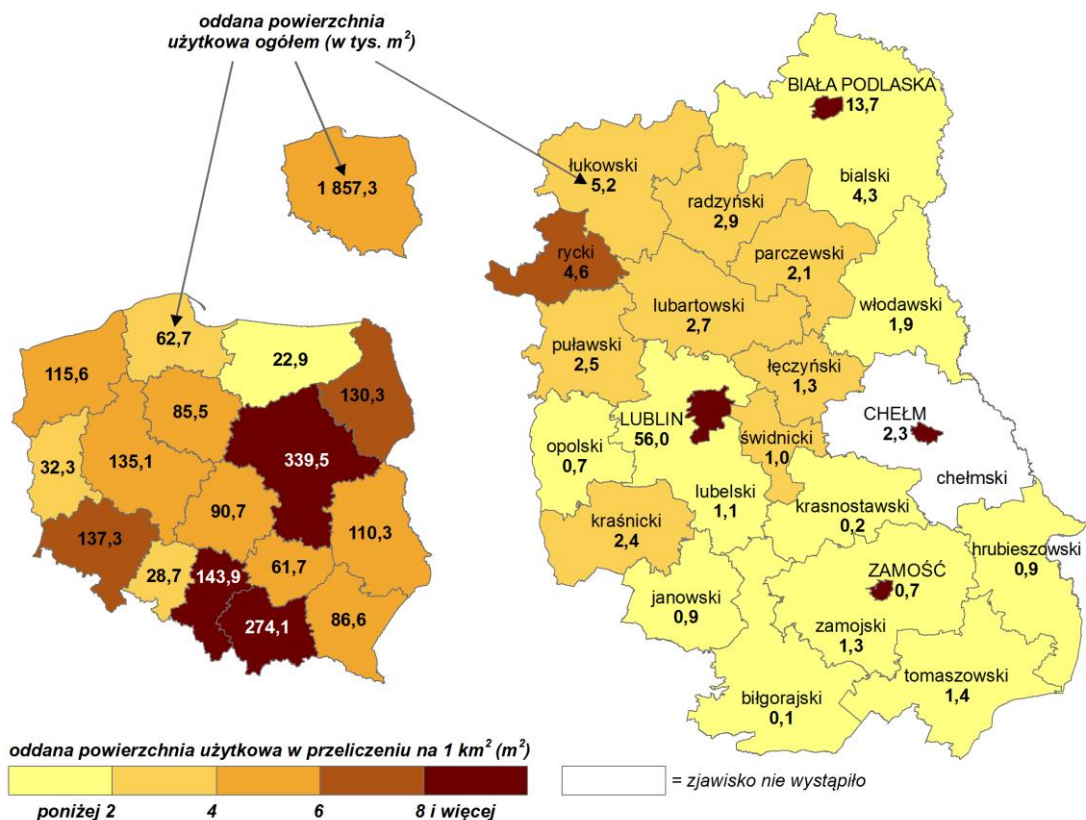 oddana powierzchnia
użytkowa ogółem (w tys. m²)
1 857,3
62,7
22,9
115,6
130,3
85,5
339,5
32,3
135,1
90,7
110,3
137,3
28,7
143,9
61,7
274,1
86,6
BIAŁA PODLASKA
13,7
łukowski
5,2
bialski
4,3
radzyński
2,9
rycki
4,6
parczewski
2,1
lubartowski
2,7
włodawski
1,9
puławski
2,5
łęczyński
1,3
LUBLIN
56,0
CHEŁM
2,3
świdnicki
1,0
opolski
0,7
chełmski
lubelski
1,1
krasnostawski
0,2
kraśnicki
2,4
hrubieszowski
0,9
ZAMOŚĆ
0,7
janowski
0,9
zamojski
1,3
tomaszowski
1,4
biłgorajski
0,1
oddana powierzchnia użytkowa w przeliczeniu na 1 km² (m²)
poniżej 2 4 6 8 i więcej
= zjawisko nie wystąpiło